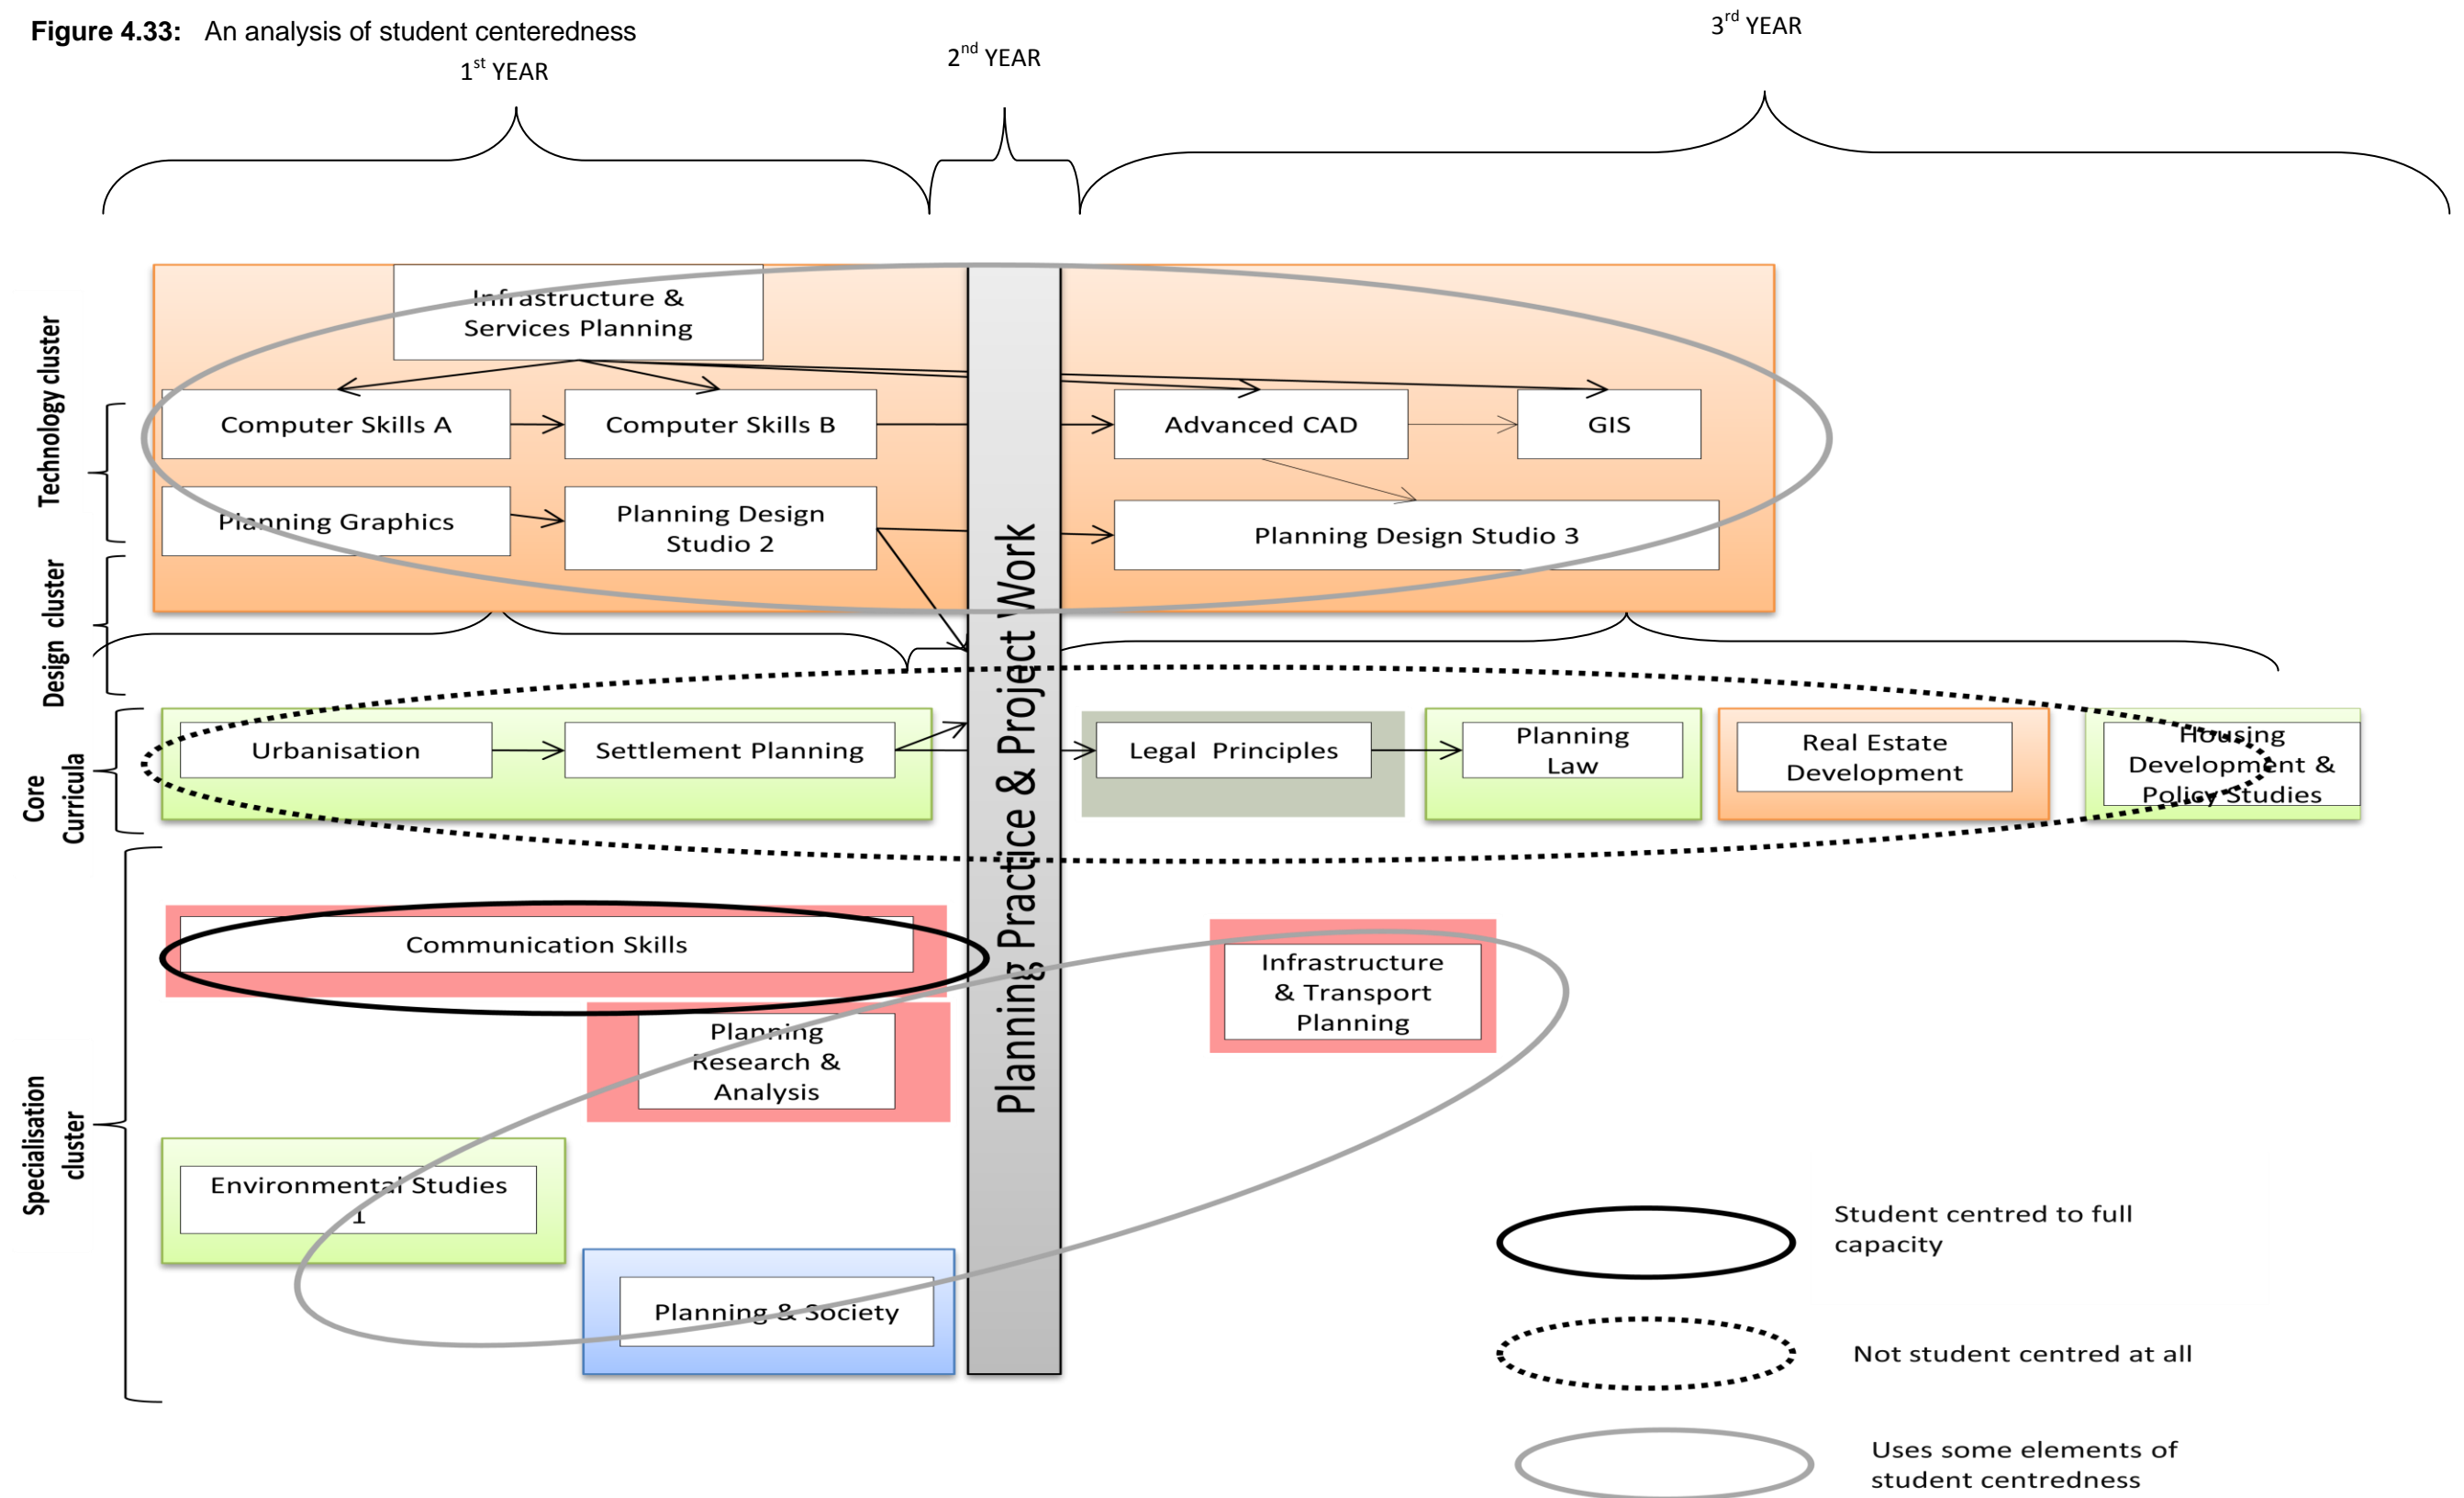 Figure 4.33: An analysis of student centeredness
1st YEAR
2nd YEAR
3rd YEAR
Technology cluster
Design cluster
Core
Curricula
Specialisation
cluster
Infrastructure &
Services Planning
Computer Skills A
Computer Skills B
Advanced CAD
GIS
Planning Graphics
Planning Design
Studio 2
Planning Design Studio 3
Planning Practice & Project Work
Urbanisation
Settlement Planning
Legal Principles
Planning
Law
Real Estate
Development
Housing
Development &
Policy Studies
Communication Skills
Planning
Research &
Analysis
Infrastructure
& Transport
Planning
Environmental Studies
1
Planning & Society
Student centred to full
capacity
Not student centred at all
Uses some elements of
student centredness